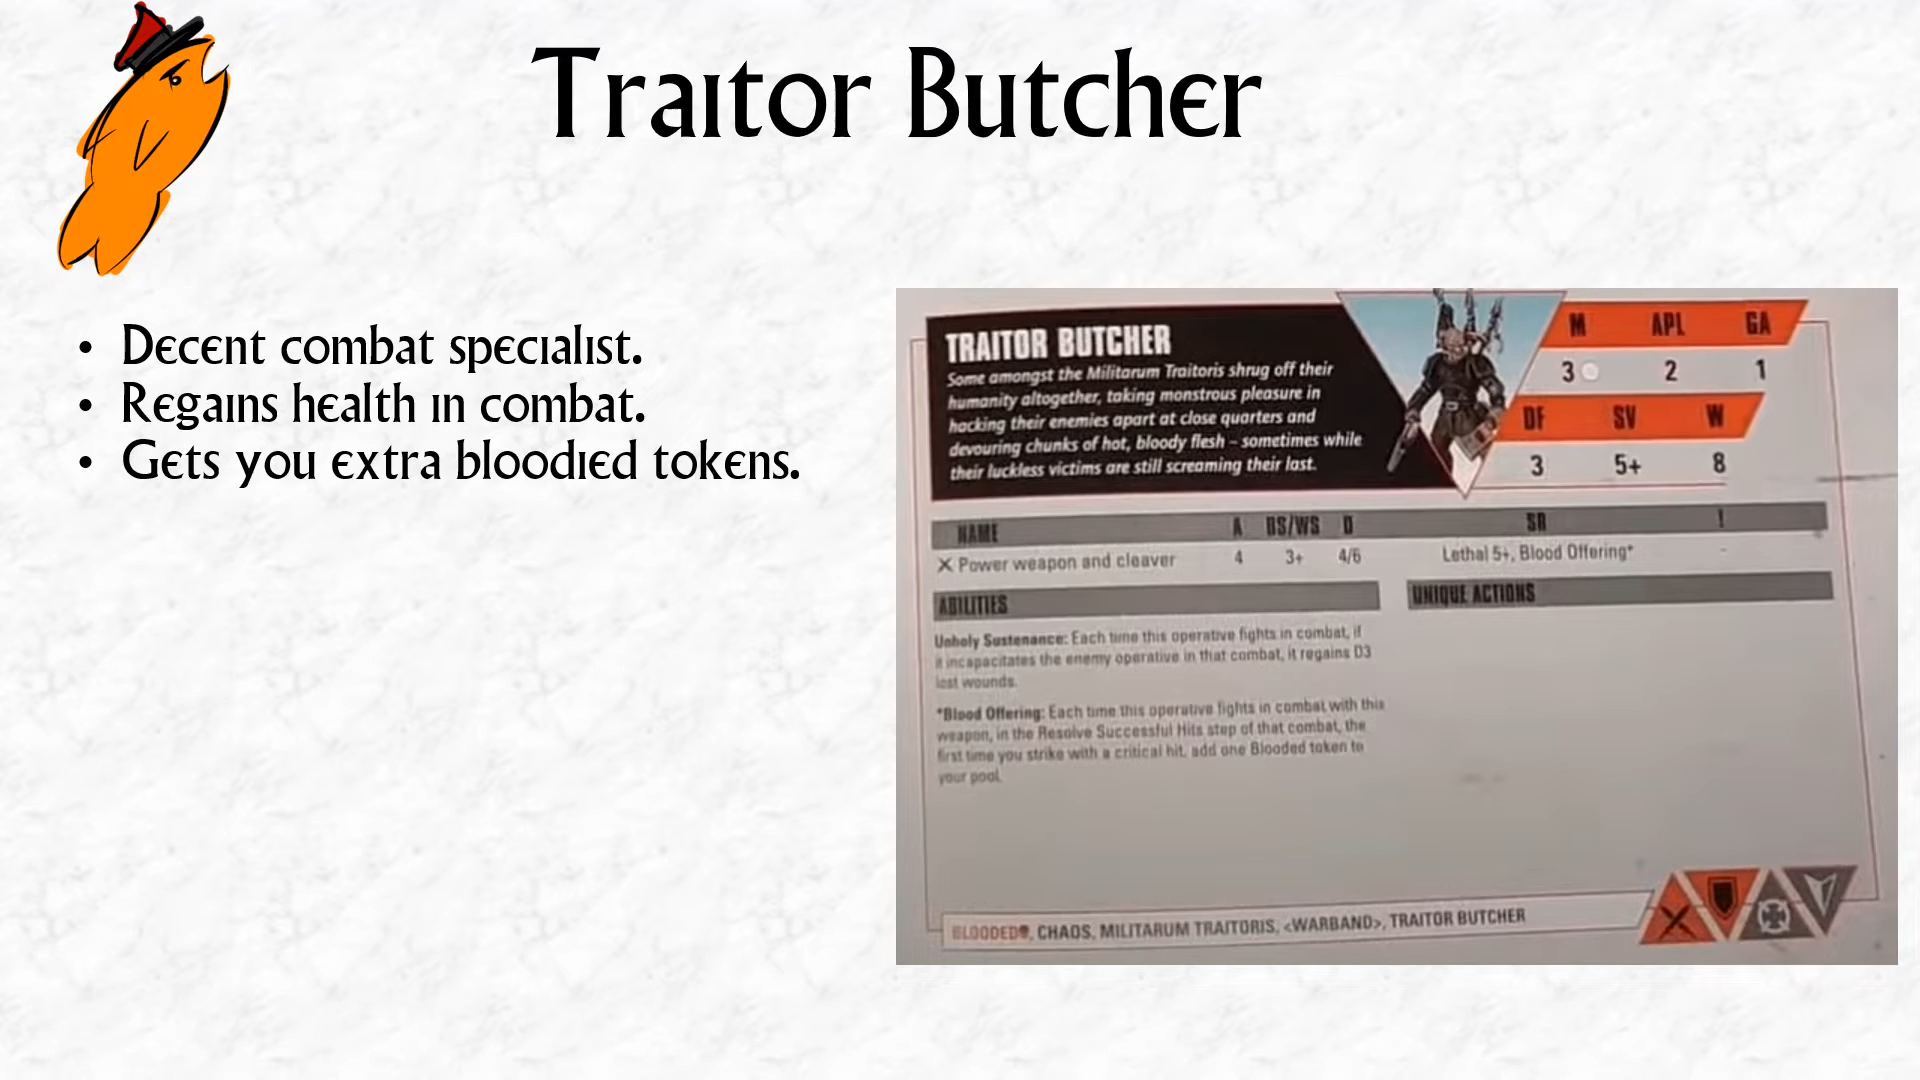 Traitor Butcher
• Decent combat specialist.
• Regains health in combat.
• Gets you extra bloodied tokens.
TRAITOR BUTCHER
Some amongst the Militarum Traitoris shrug off their
humanity altogether, taking monstrous pleasure in
hacking their enemies apart at close quarters and
devouring chunks of hot, bloody flesh – sometimes while
their luckless victims are still screaming their last.
M APL GA
3 2 1
DF SV W
3 5+ 8
NAME A BS/WS D SR !
Power weapon and cleaver 4 3+ 4/6 Lethal 5+, Blood Offering* -
ABILITIES
Unholy Sustenance: Each time this operative fights in combat, if
it incapacitates the enemy operative in that combat, it regains D3
lost wounds.
*Blood Offering: Each time this operative fights in combat with this
weapon, in the Resolve Successful Hits step of that combat, the
first time you strike with a critical hit, add one Blooded token to
your pool.
UNIQUE ACTIONS
BLOODED, CHAOS, MILITARUM TRAITORIS, <WARBAND>, TRAITOR BUTCHER